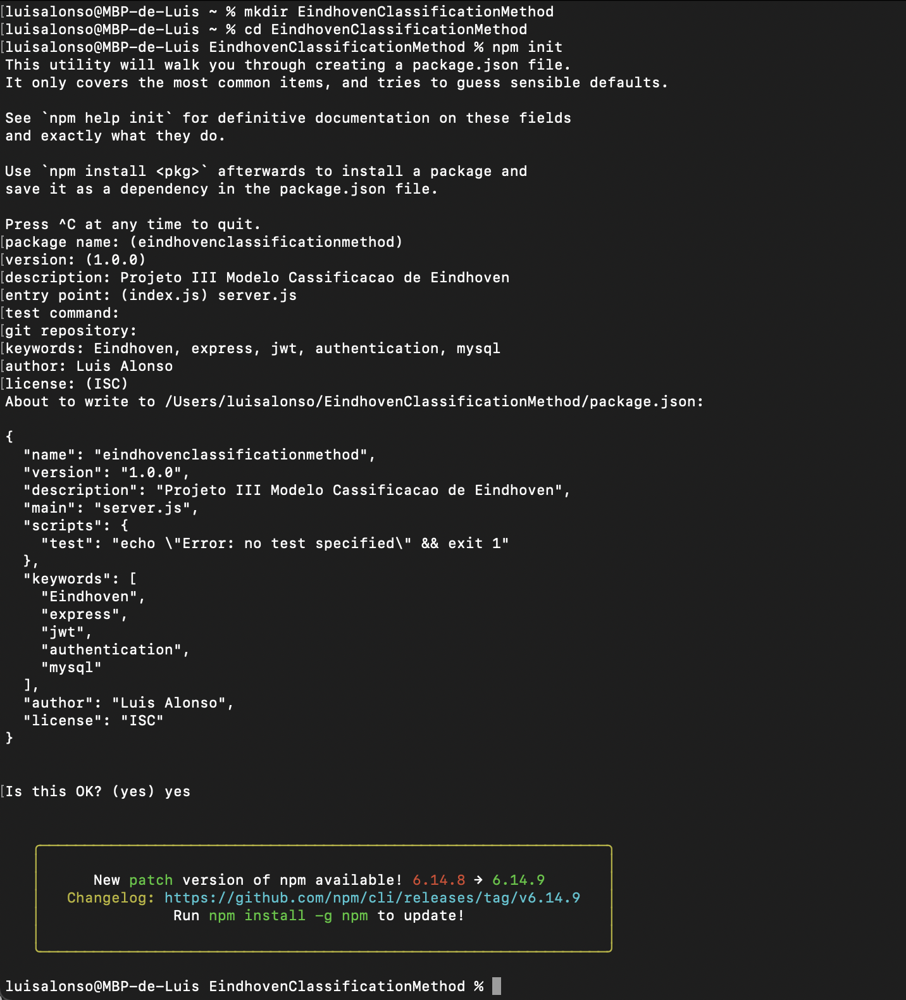 luisalonso@MBP-de-Luis ~ % mkdir EindhovenClassificationMethod
luisalonso@MBP-de-Luis ~ % cd EindhovenClassificationMethod
luisalonso@MBP-de-Luis EindhovenClassificationMethod % npm init
This utility will walk you through creating a package.json file.
It only covers the most common items, and tries to guess sensible defaults.

See `npm help init` for definitive documentation on these fields
and exactly what they do.

Use `npm install <pkg>` afterwards to install a package and
save it as a dependency in the package.json file.

Press ^C at any time to quit.
package name: (eindhovenclassificationmethod)
version: (1.0.0)
description: Projeto III Modelo Cassificacao de Eindhoven
entry point: (index.js) server.js
test command:
git repository:
keywords: Eindhoven, express, jwt, authentication, mysql
author: Luis Alonso
license: (ISC)
About to write to /Users/luisalonso/EindhovenClassificationMethod/package.json:

{
  "name": "eindhovenclassificationmethod",
  "version": "1.0.0",
  "description": "Projeto III Modelo Cassificacao de Eindhoven",
  "main": "server.js",
  "scripts": {
    "test": "echo \"Error: no test specified\" && exit 1"
  },
  "keywords": [
    "Eindhoven",
    "express",
    "jwt",
    "authentication",
    "mysql"
  ],
  "author": "Luis Alonso",
  "license": "ISC"
}

Is this OK? (yes) yes

New patch version of npm available! 6.14.8 → 6.14.9
Changelog: https://github.com/npm/cli/releases/tag/v6.14.9
Run npm install -g npm to update!

luisalonso@MBP-de-Luis EindhovenClassificationMethod %